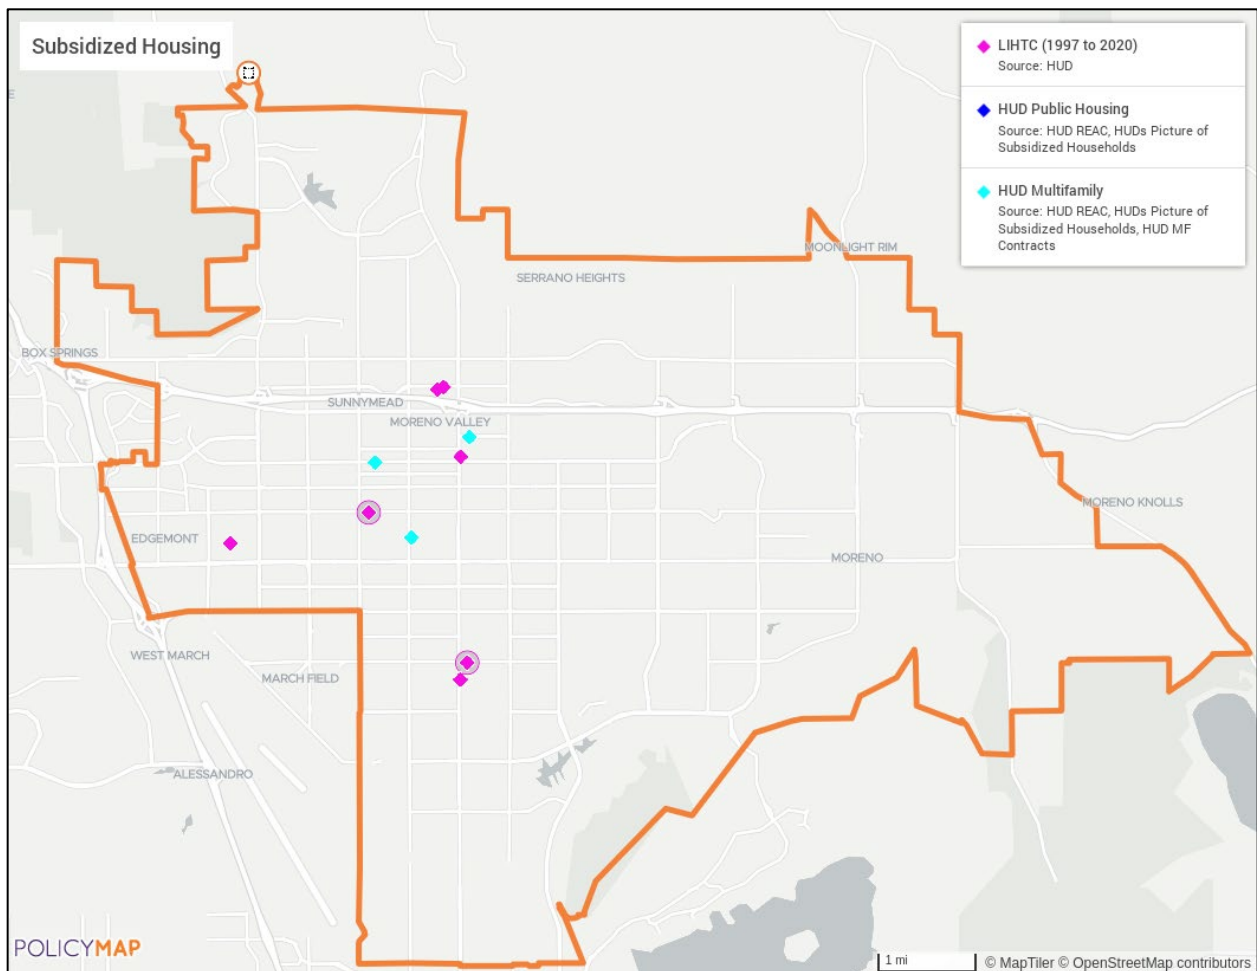 Subsidized Housing
LIHTC (1997 to 2020)
Source: HUD
HUD Public Housing
Source: HUD REAC, HUDs Picture of
Subsidized Households
HUD Multifamily
Source: HUD REAC, HUDs Picture of
Subsidized Households, HUD MF
Contracts
MOONLIGHT RIM
SERRANO HEIGHTS
BOX SPRINGS
SUNNYMEAD
MORENO VALLEY
MORENO KNOLLS
EDGEMONT
MORENO
WEST MARCH
MARCH FIELD
ALESSANDRO
POLICYMAP
1 mi
© MapTiler © OpenStreetMap contributors